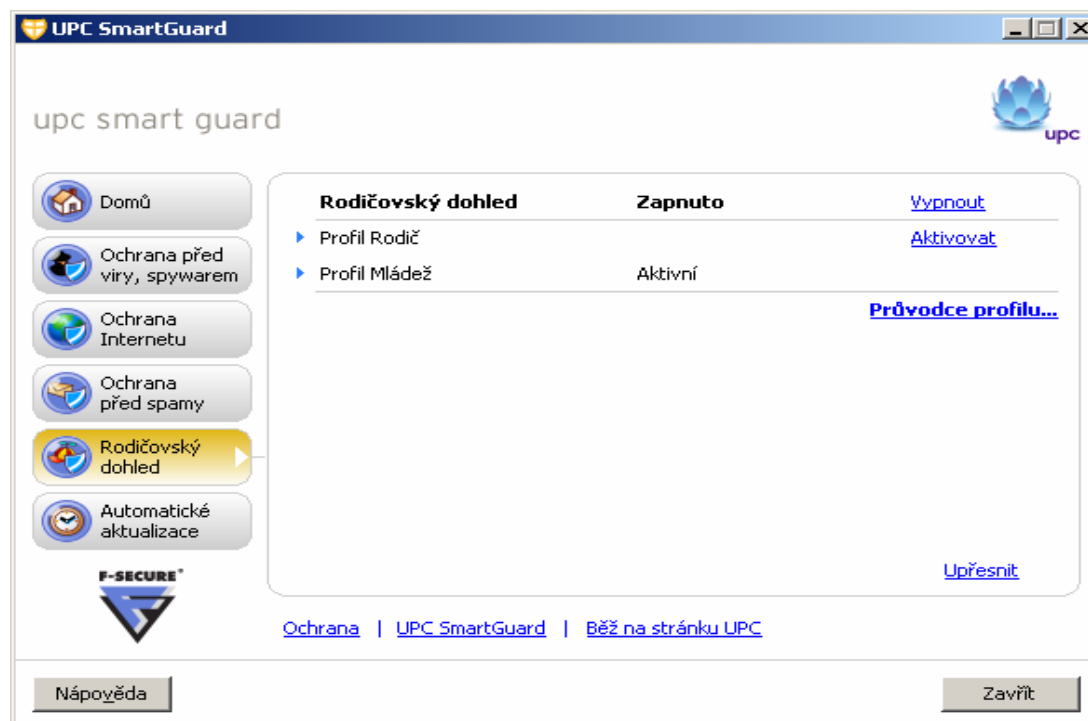 UPC SmartGuard
upc smart guard
upc
Domů
Ochrana před
viry, spywarem
Ochrana
Internetu
Ochrana
před spamy
Rodičovský
dohled
Automatické
aktualizace
F-SECURE®
Rodičovský dohled Zapnuto Vypnout
Profil Rodič Aktivovat
Profil Mládež Aktivní
Průvodce profilu...
Upřesnit
Ochrana | UPC SmartGuard | Běž na stránku UPC
Nápověda Zavřít